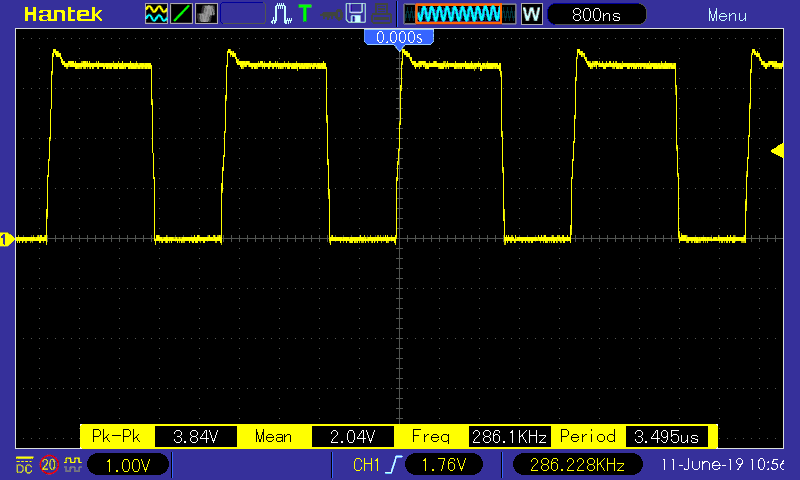 Hantek T W 800ns Menu
0.000s
1
Pk-Pk 3.84V Mean 2.04V Freq 286.1KHz Period 3.495us
DC 20 1.00V CH1 1.76V 286.228KHz 11-June-19 10:56